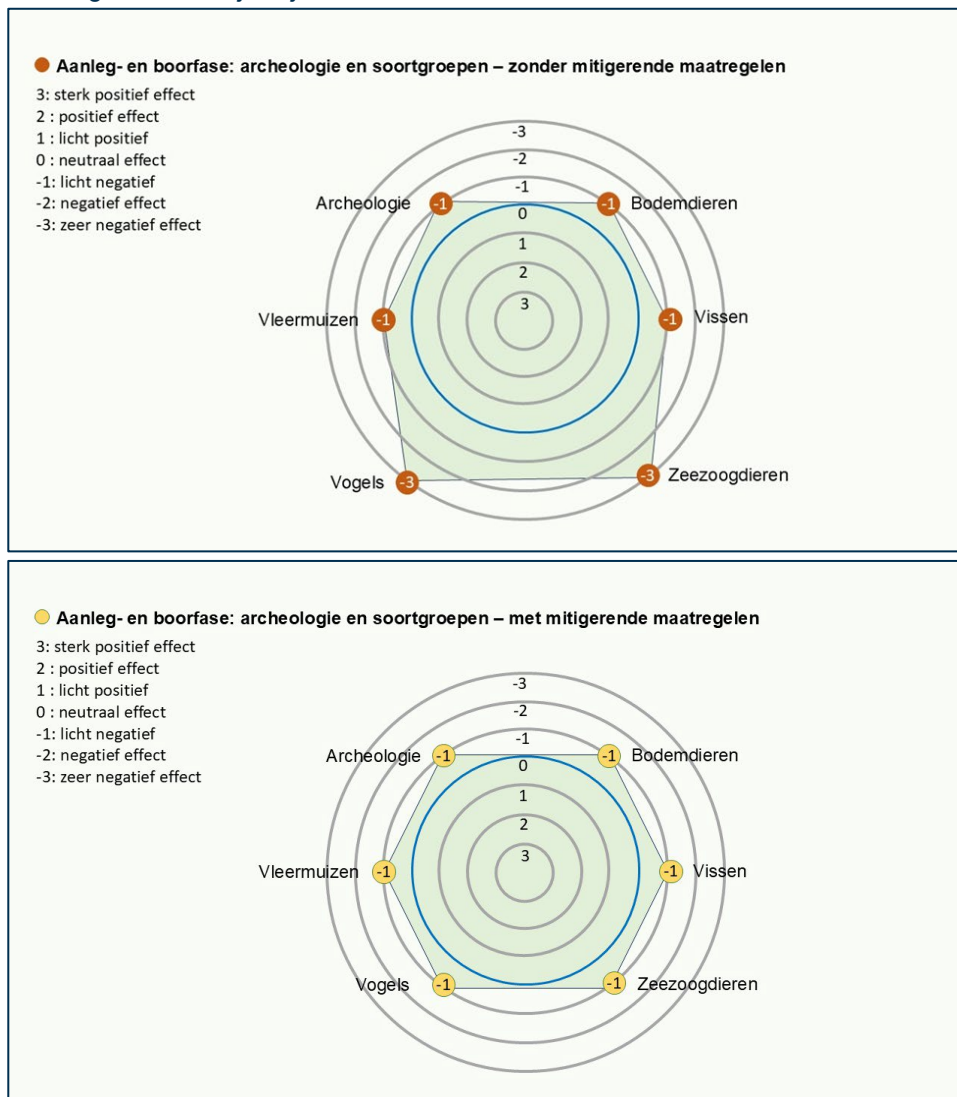 Aanleg- en boorfase: archeologie en soortgroepen – zonder mitigerende maatregelen
3: sterk positief effect
2 : positief effect
1 : licht positief
0 : neutraal effect
-1: licht negatief
-2: negatief effect
-3: zeer negatief effect
-3
-2
-1
Archeologie -1 -1 Bodemdieren
0
1
2
3
Vleermuizen -1 -1 Vissen
Vogels -3 -3 Zeezoogdieren
Aanleg- en boorfase: archeologie en soortgroepen – met mitigerende maatregelen
3: sterk positief effect
2 : positief effect
1 : licht positief
0 : neutraal effect
-1: licht negatief
-2: negatief effect
-3: zeer negatief effect
-3
-2
-1
Archeologie -1 -1 Bodemdieren
0
1
2
3
Vleermuizen -1 -1 Vissen
Vogels -1 -1 Zeezoogdieren